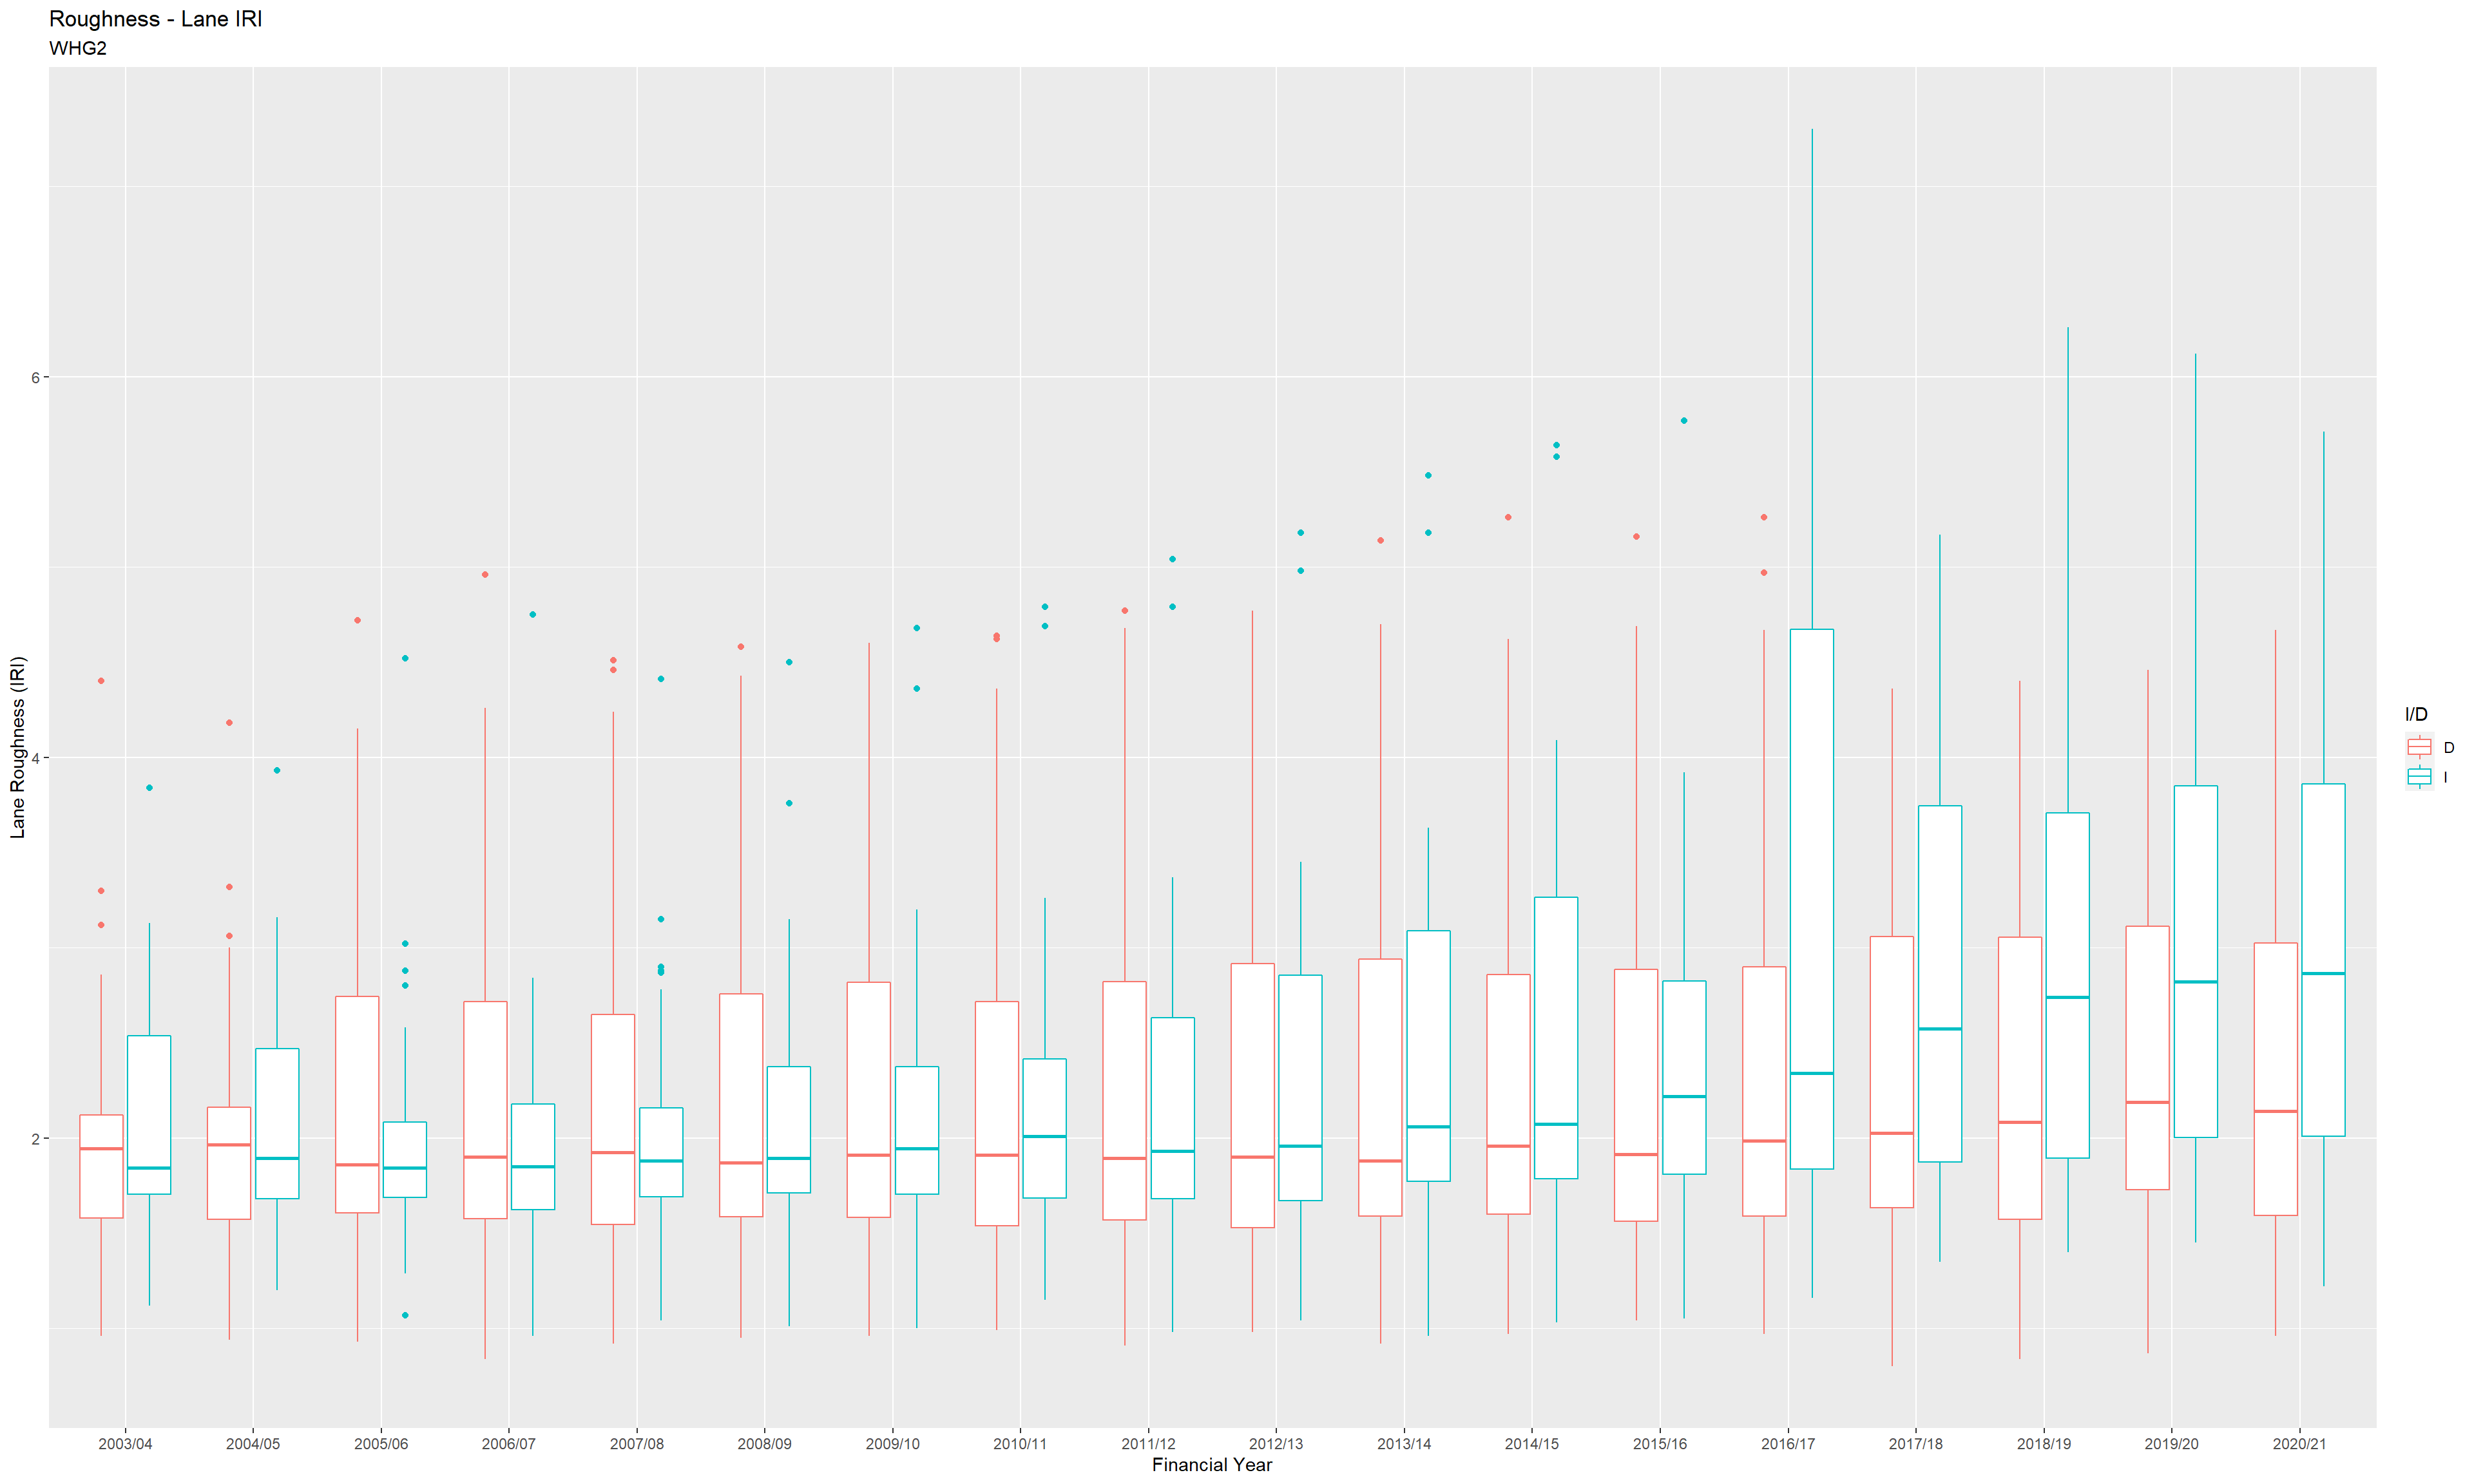 Roughness - Lane IRI
WHG2
Lane Roughness (IRI)
6
4
2
2003/04 2004/05 2005/06 2006/07 2007/08 2008/09 2009/10 2010/11 2011/12 2012/13 2013/14 2014/15 2015/16 2016/17 2017/18 2018/19 2019/20 2020/21
Financial Year
I/D
D
I